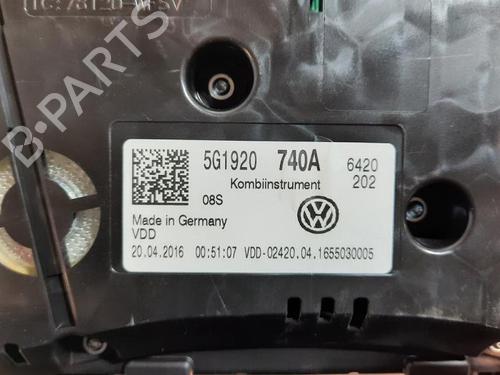 5G1920 740A 6420
Kombiinstrument 202
08S
Made in Germany
VDD
20.04.2016 00:51:07 VDD-02420.04.1655030005
B-PARTS